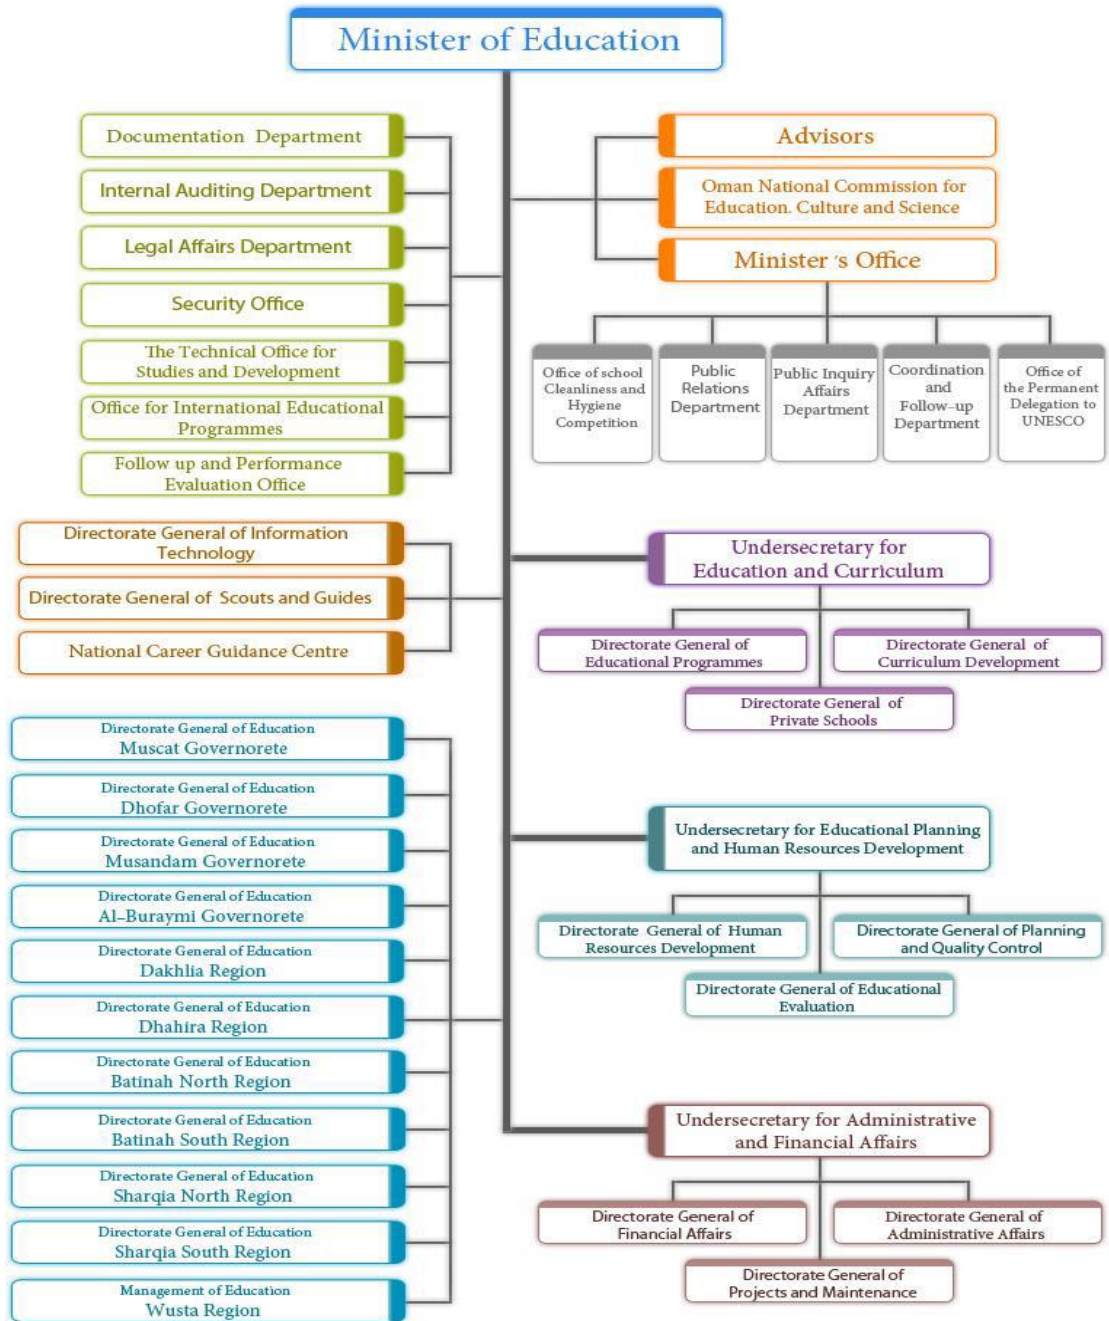 Minister of Education
Documentation Department
Internal Auditing Department
Legal Affairs Department
Security Office
The Technical Office for
Studies and Development
Office for International Educational
Programmes
Follow up and Performance
Evaluation Office
Advisors
Oman National Commission for
Education. Culture and Science
Minister's Office
Office of school
Cleanliness and
Hygiene
Competition
Public
Relations
Department
Public Inquiry
Affairs
Department
Coordination
and
Follow-up
Department
Office of
the Permanent
Delegation to
UNESCO
Directorate General of Information
Technology
Directorate General of Scouts and Guides
National Career Guidance Centre
Undersecretary for
Education and Curriculum
Directorate General of
Educational Programmes
Directorate General of
Curriculum Development
Directorate General of
Private Schools
Directorate General of Education
Muscat Governorete
Directorate General of Education
Dhofar Governorete
Directorate General of Education
Musandam Governorete
Directorate General of Education
Al-Buraymi Governorete
Directorate General of Education
Dakhlia Region
Directorate General of Education
Dhahira Region
Directorate General of Education
Batinah North Region
Directorate General of Education
Batinah South Region
Directorate General of Education
Sharqia North Region
Directorate General of Education
Sharqia South Region
Management of Education
Wusta Region
Undersecretary for Educational Planning
and Human Resources Development
Directorate General of Human
Resources Development
Directorate General of Planning
and Quality Control
Directorate General of Educational
Evaluation
Undersecretary for Administrative
and Financial Affairs
Directorate General of
Financial Affairs
Directorate General of
Administrative Affairs
Directorate General of
Projects and Maintenance